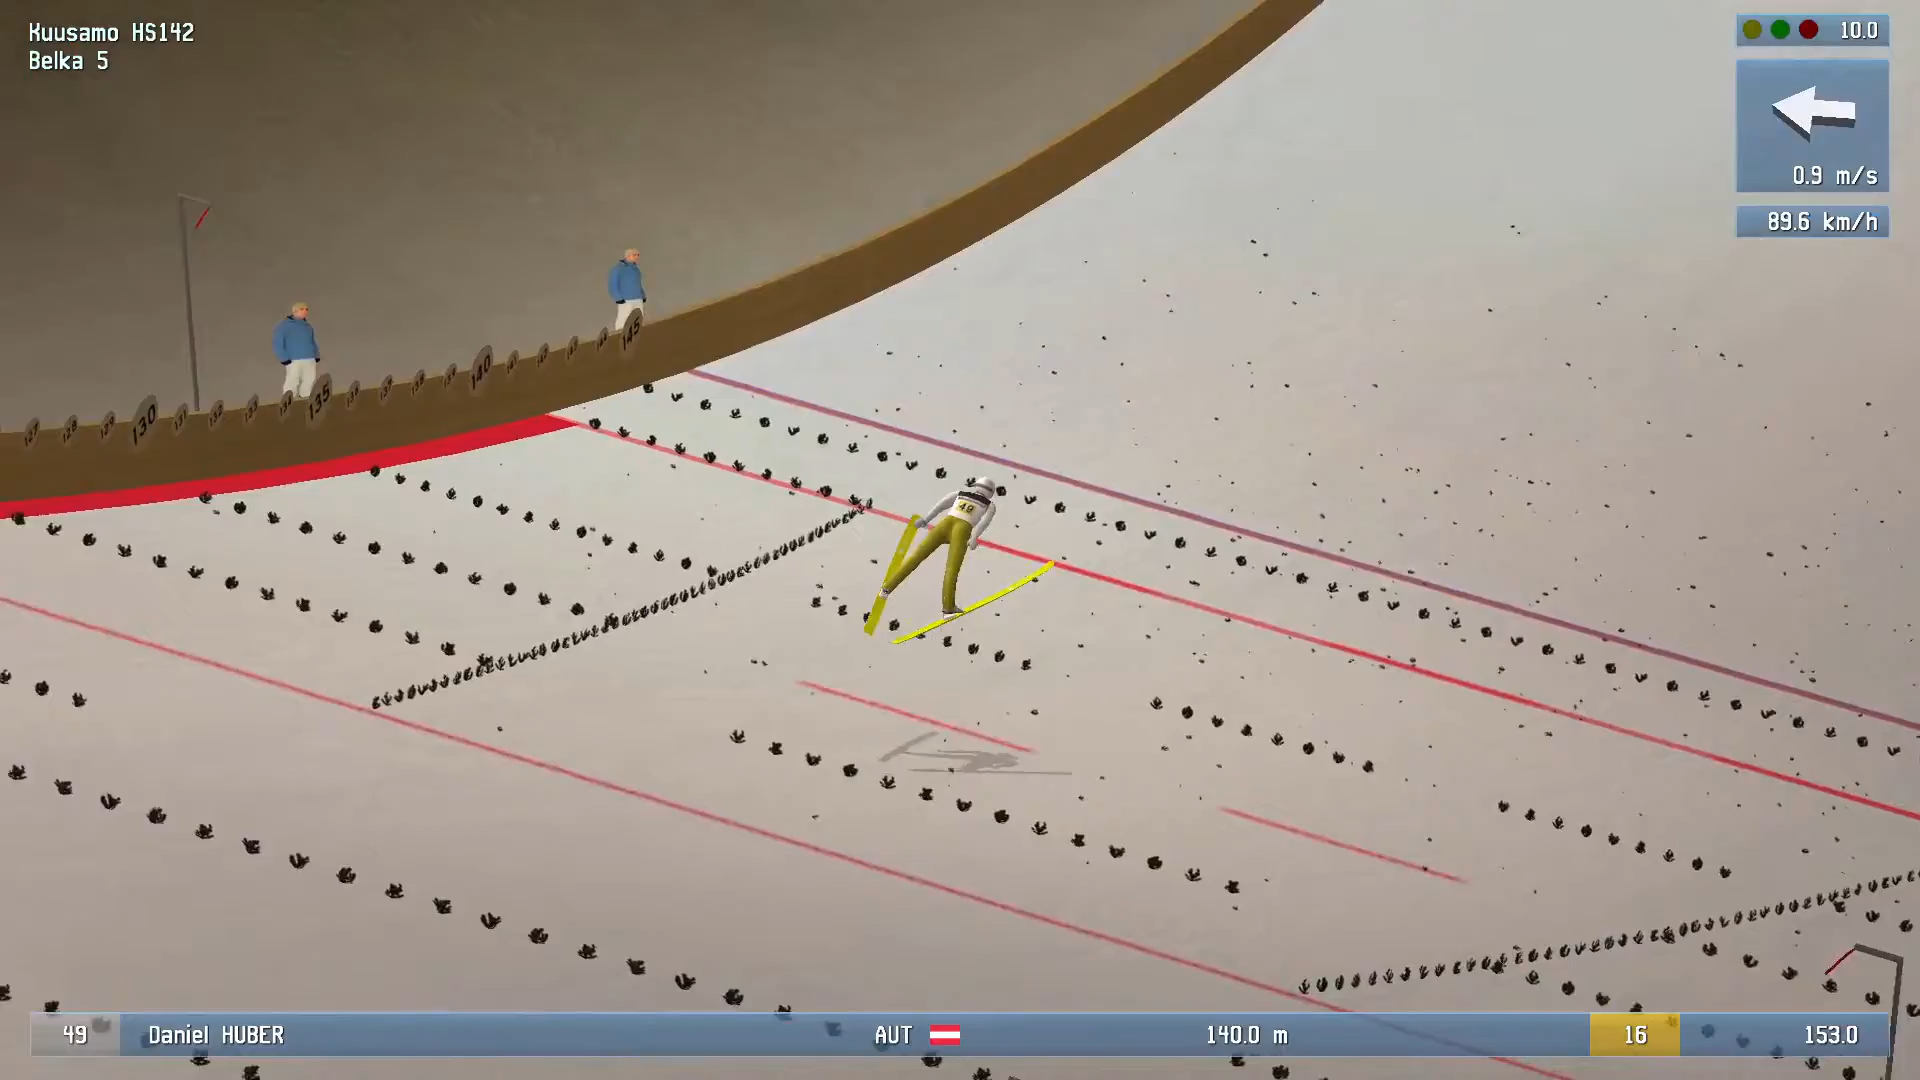 Kuusamo HS142
Belka 5
10.0
0.9 m/s
89.6 km/h
145
140
135
130
49
49 Daniel HUBER AUT 140.0 m 16 153.0